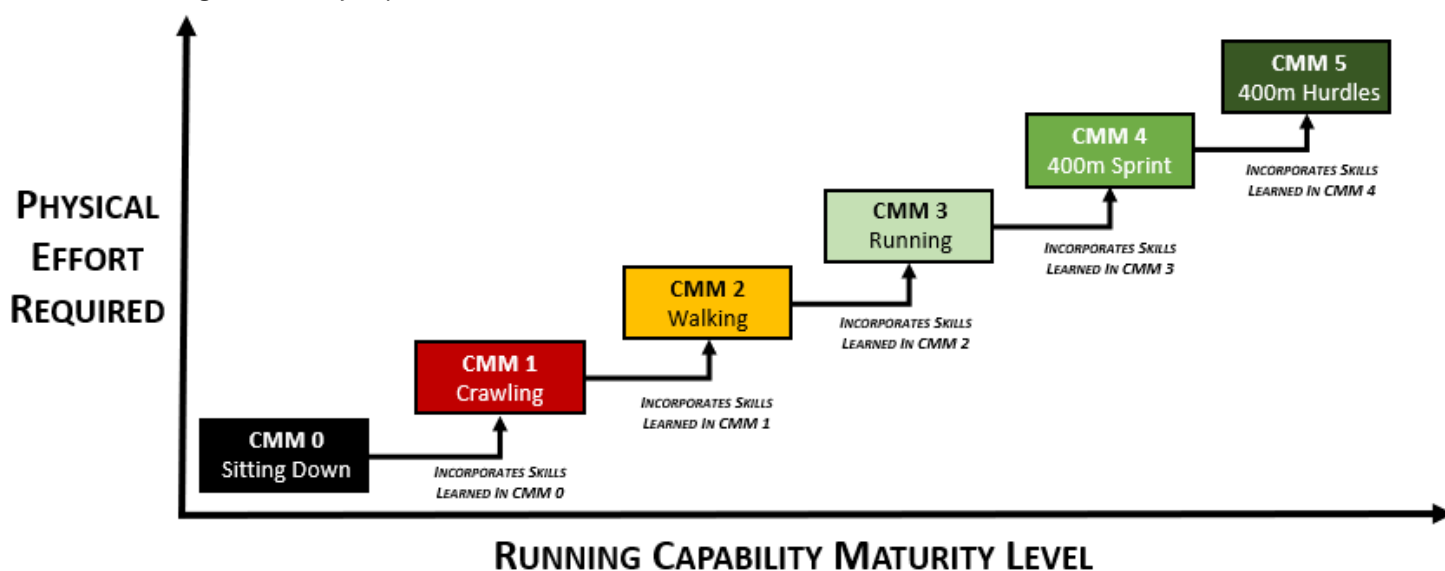 CMM 5
400m Hurdles
CMM 4
400m Sprint
INCORPORATES SKILLS
LEARNED IN CMM 4
PHYSICAL
EFFORT
REQUIRED
CMM 3
Running
INCORPORATES SKILLS
LEARNED IN CMM 3
CMM 2
Walking
INCORPORATES SKILLS
LEARNED IN CMM 2
CMM 1
Crawling
INCORPORATES SKILLS
LEARNED IN CMM 1
CMM 0
Sitting Down
INCORPORATES SKILLS
LEARNED IN CMM 0
RUNNING CAPABILITY MATURITY LEVEL